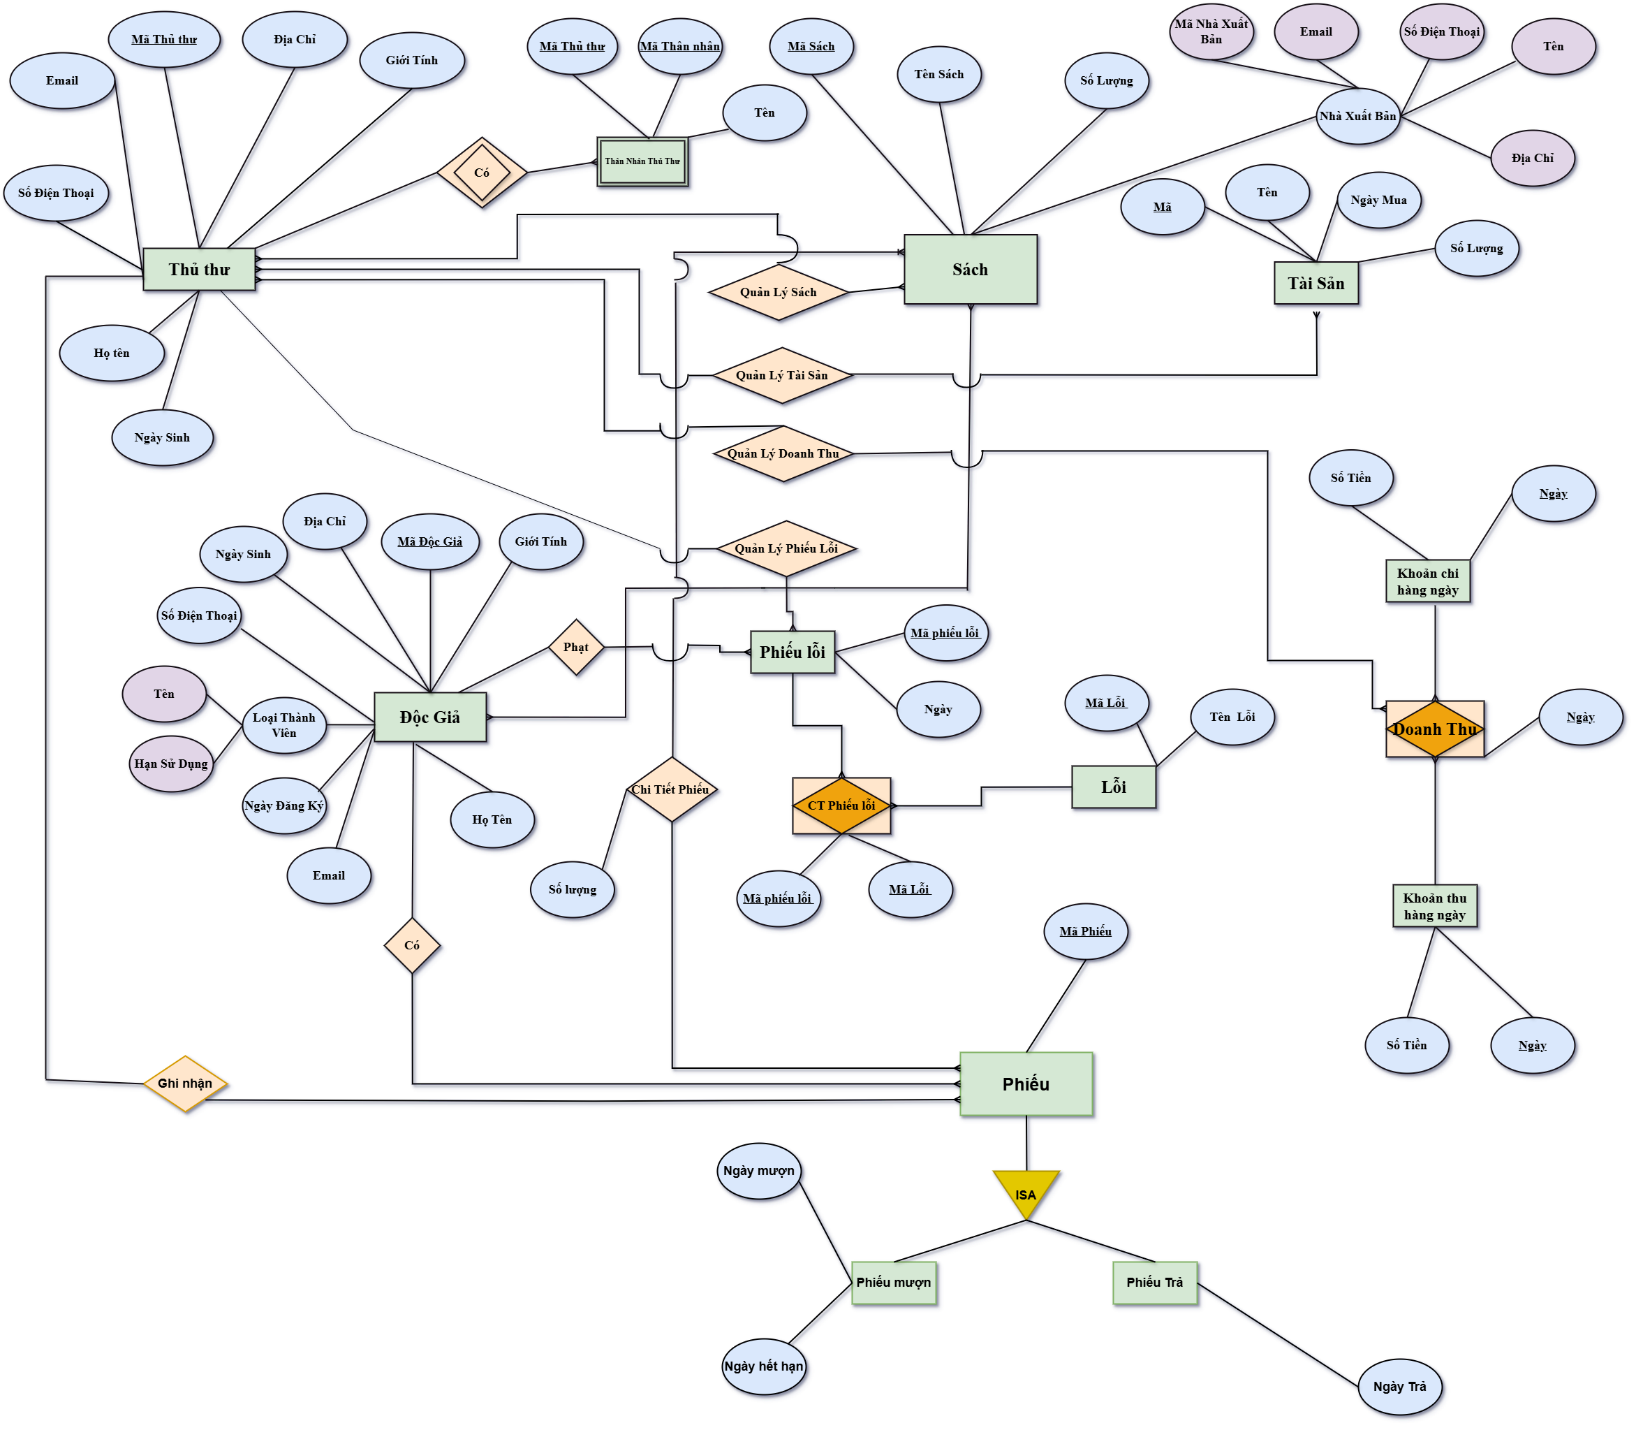 Mã Thủ thư
Địa Chỉ
Giới Tính
Email
Số Điện Thoại
Mã Thủ thư
Mã Thân nhân
Tên
Có
Thân Nhân Thủ Thư
Mã Sách
Tên Sách
Số Lượng
Mã Nhà Xuất
Bản
Email
Số Điện Thoại
Tên
Nhà Xuất Bản
Địa Chỉ
Mã
Tên
Ngày Mua
Số Lượng
Thủ thư
Sách
Tài Sản
Quản Lý Sách
Họ tên
Ngày Sinh
Quản Lý Tài Sản
Quản Lý Doanh Thu
Quản Lý Phiếu Lỗi
Số Tiền
Ngày
Khoản chi
hàng ngày
Địa Chỉ
Ngày Sinh
Mã Độc Giả
Giới Tính
Số Điện Thoại
Phạt
Phiếu lỗi
Mã phiếu lỗi
Ngày
Tên
Loại Thành
Viên
Hạn Sử Dụng
Độc Giả
Ngày Đăng Ký
Họ Tên
Email
Chi Tiết Phiếu
Số lượng
CT Phiếu lỗi
Mã phiếu lỗi
Mã Lỗi
Mã Lỗi
Tên Lỗi
Lỗi
Doanh Thu
Ngày
Khoản thu
hàng ngày
Số Tiền
Ngày
Có
Mã Phiếu
Ghi nhận
Phiếu
ISA
Ngày mượn
Phiếu mượn
Phiếu Trả
Ngày hết hạn
Ngày Trả